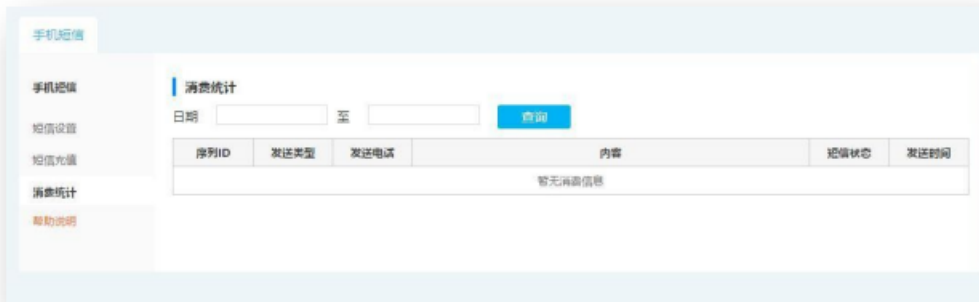 手机短信
手机短信
短信设置
短信充值
消费统计
帮助说明
消费统计
日期 至 查询
序列ID 发送类型 发送电话 内容 短信状态 发送时间
暂无消费信息